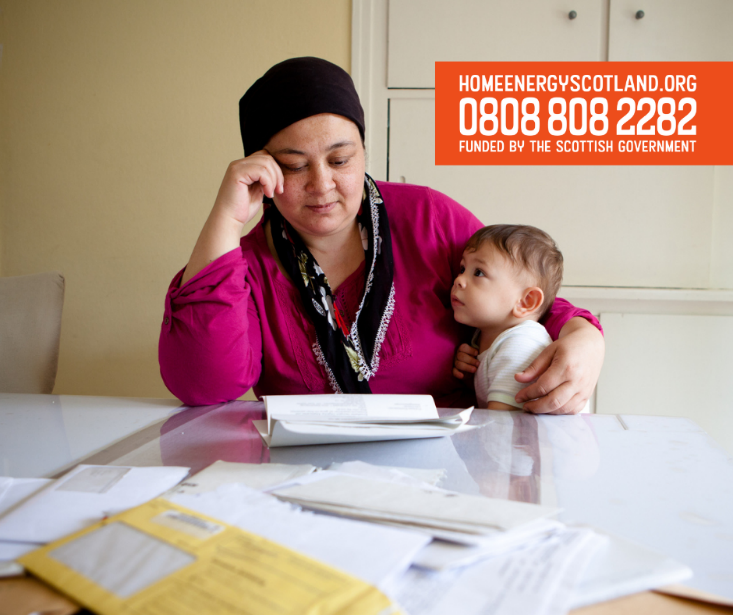 HOMEENERGYSCOTLAND.ORG
0808 808 2282
FUNDED BY THE SCOTTISH GOVERNMENT